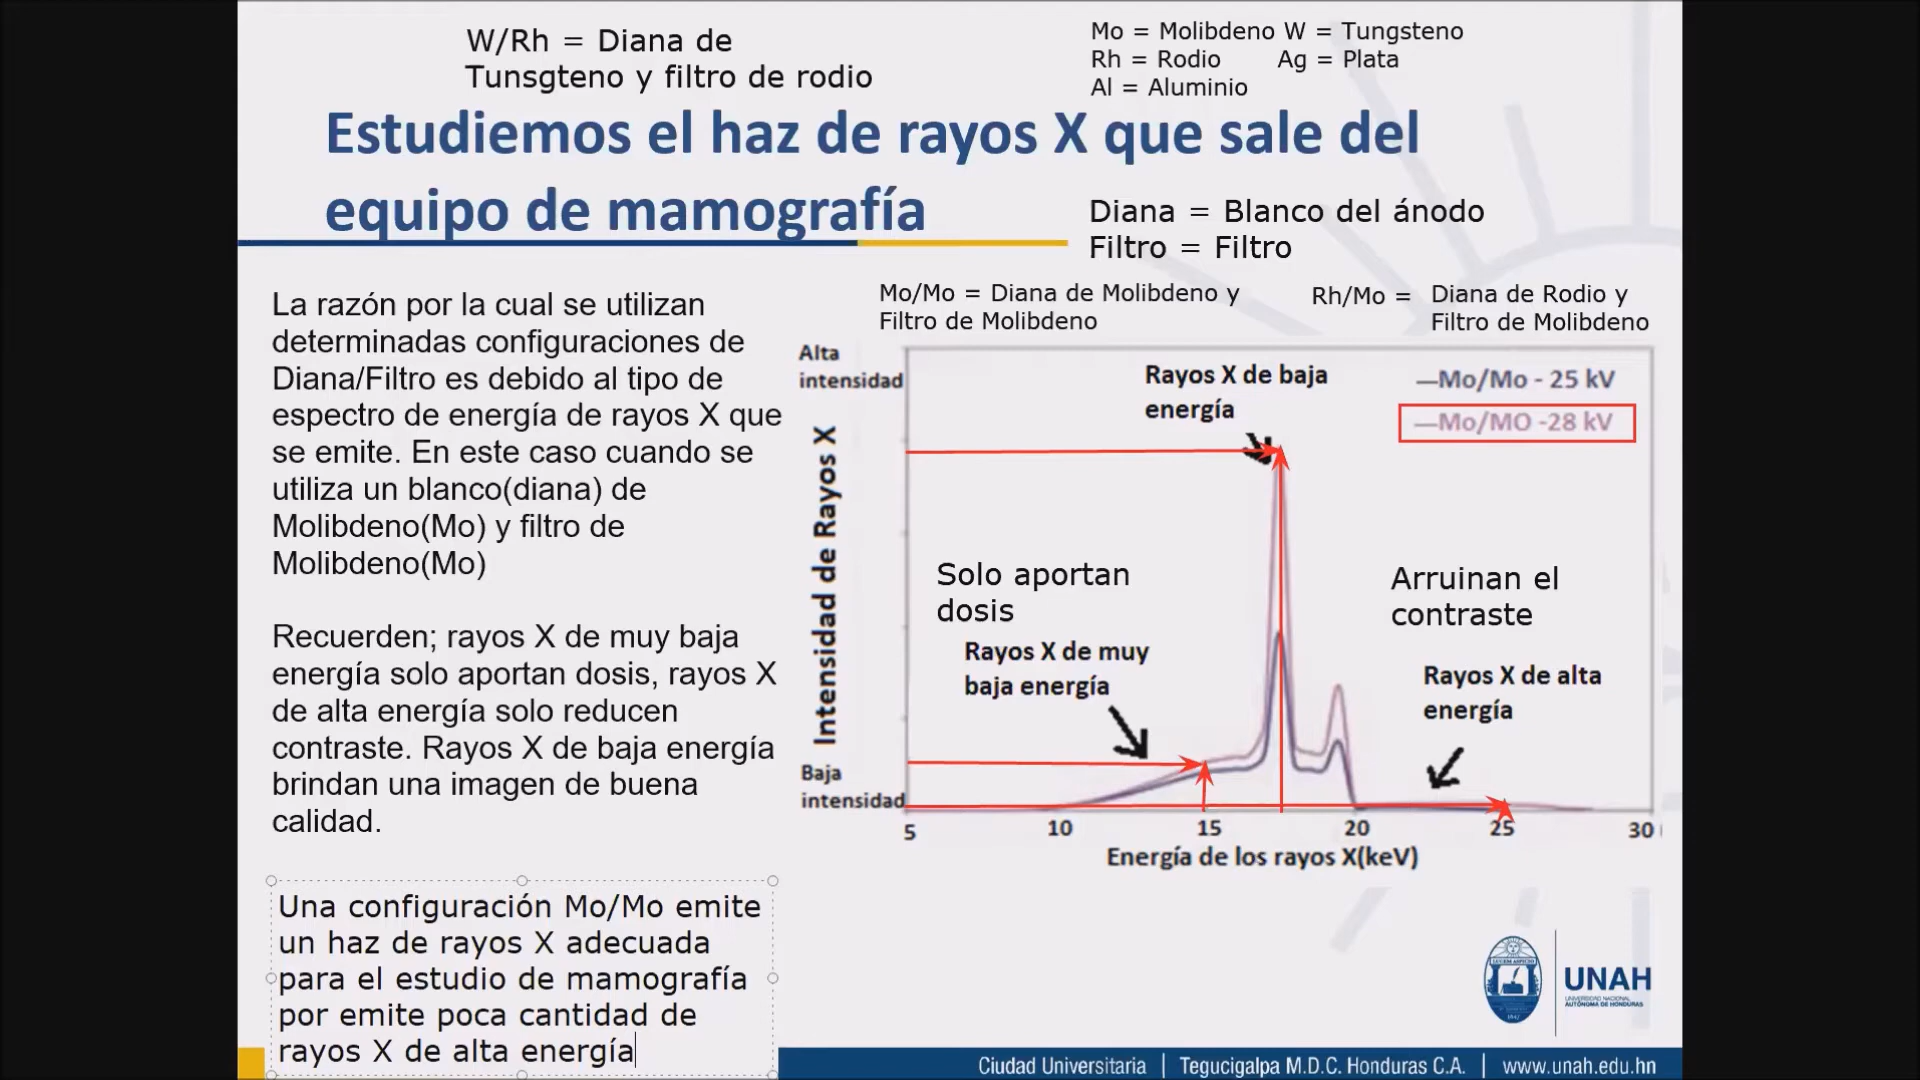 W/Rh = Diana de
Tunsgteno y filtro de rodio
Mo = Molibdeno W = Tungsteno
Rh = Rodio Ag = Plata
Al = Aluminio
Estudiemos el haz de rayos X que sale del
equipo de mamografía
Diana = Blanco del ánodo
Filtro = Filtro
La razón por la cual se utilizan
determinadas configuraciones de
Diana/Filtro es debido al tipo de
espectro de energía de rayos X que
se emite. En este caso cuando se
utiliza un blanco(diana) de
Molibdeno(Mo) y filtro de
Molibdeno(Mo)
Recuerden; rayos X de muy baja
energía solo aportan dosis, rayos X
de alta energía solo reducen
contraste. Rayos X de baja energía
brindan una imagen de buena
calidad.
Una configuración Mo/Mo emite
un haz de rayos X adecuada
para el estudio de mamografía
por emite poca cantidad de
rayos X de alta energía
Mo/Mo = Diana de Molibdeno y
Filtro de Molibdeno
Rh/Mo = Diana de Rodio y
Filtro de Molibdeno
Alta
intensidad
Rayos X de baja
energía
—Mo/Mo - 25 kV
—Mo/MO -28 kV
Intensidad de Rayos X
Solo aportan
dosis
Rayos X de muy
baja energía
Arruinan el
contraste
Rayos X de alta
energía
Baja
intensidad
5 10 15 20 25 30
Energía de los rayos X(keV)
UNAH
UNIVERSIDAD NACIONAL
AUTÓNOMA DE HONDURAS
Ciudad Universitaria | Tegucigalpa M.D.C. Honduras C.A. | www.unah.edu.hn